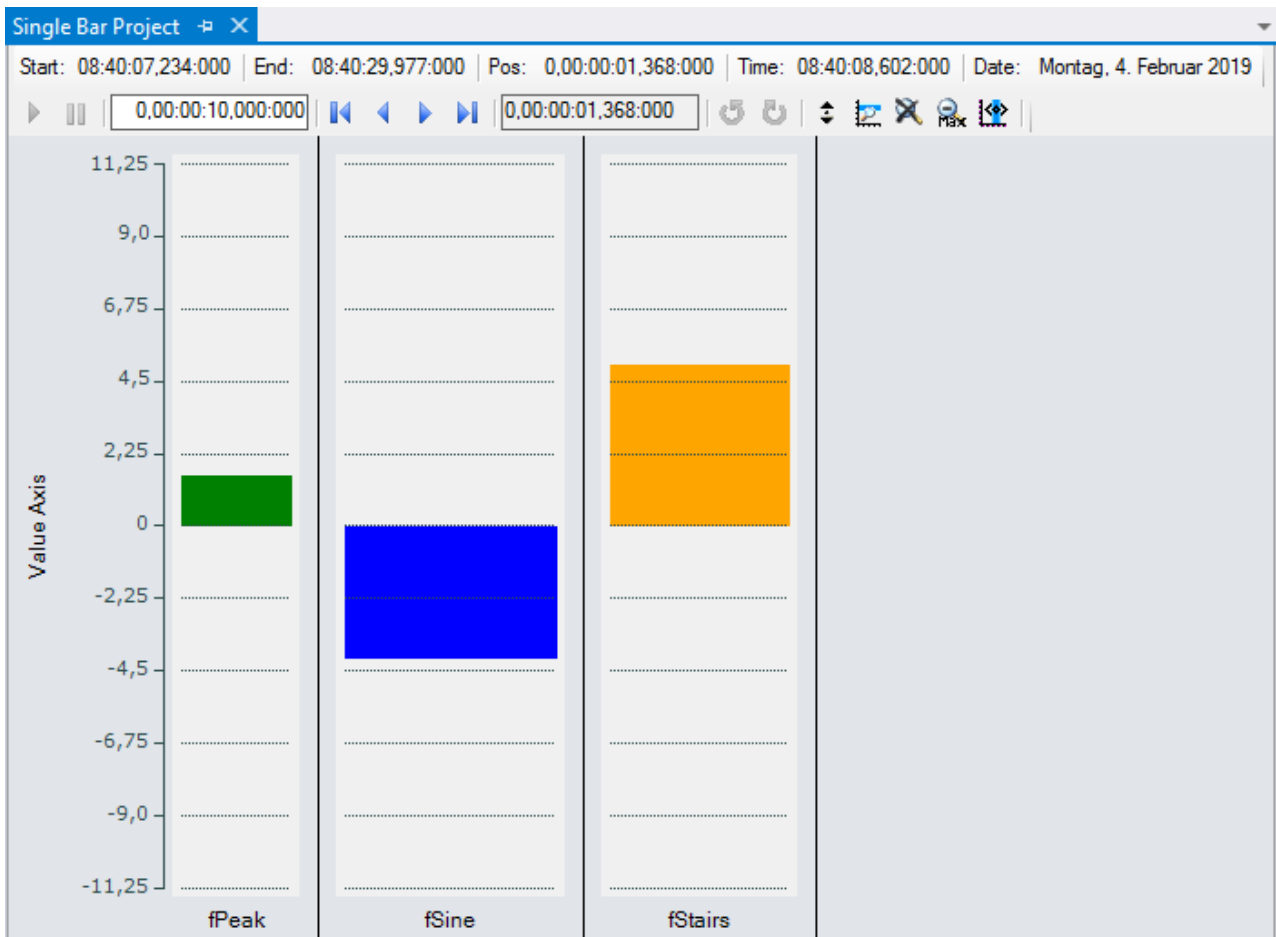 Single Bar Project
Start: 08:40:07,234:000 End: 08:40:29,977:000 Pos: 0,00:00:01,368:000 Time: 08:40:08,602:000 Date: Montag, 4. Februar 2019
0,00:00:10,000:000 0,00:00:01,368:000 Max
11,25
9,0
6,75
4,5
2,25
0
-2,25
-4,5
-6,75
-9,0
-11,25
Value Axis
fPeak fSine fStairs